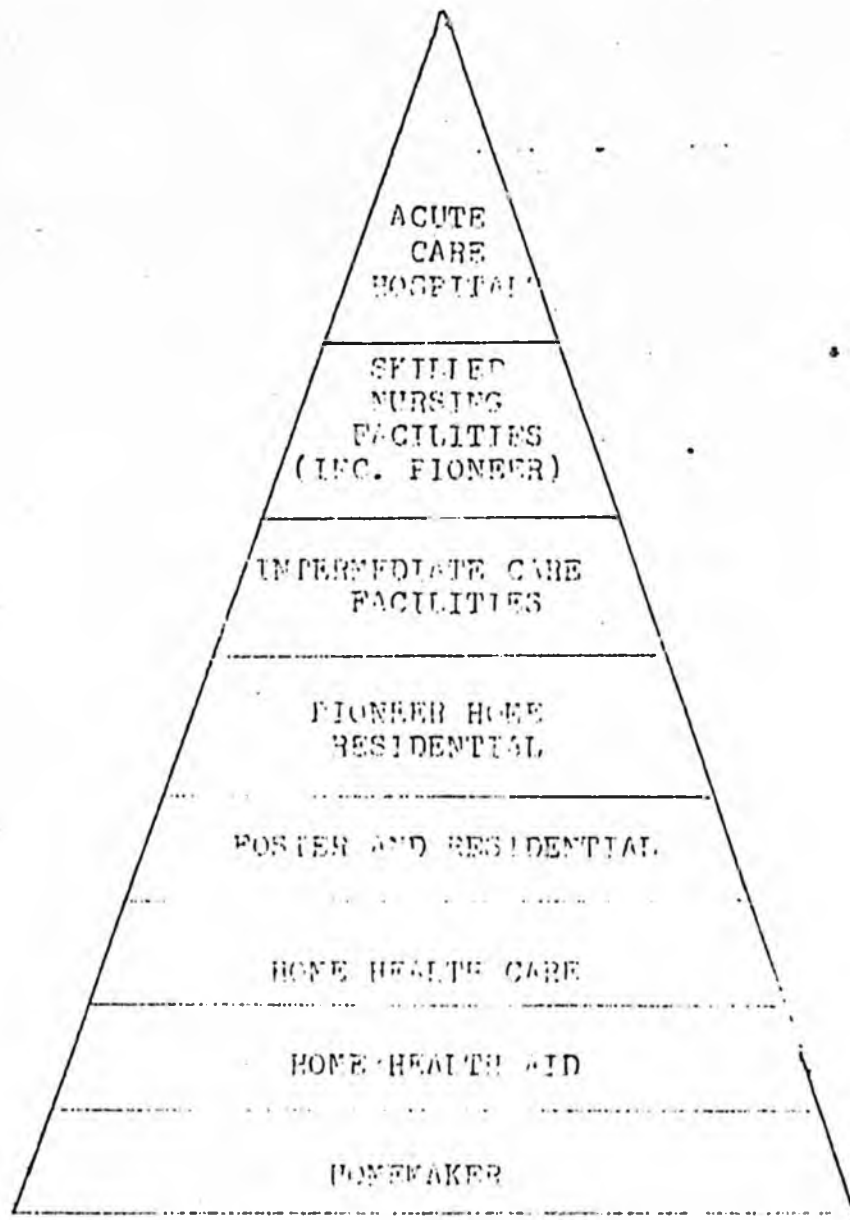 ACUTE
CARE
HOSPITAL
SKILLED
NURSING
FACILITIES
(INC. PIONEER)
INTERMEDIATE CARE
FACILITIES
PIONEER HOME
RESIDENTIAL
FOSTER AND RESIDENTIAL
HOME HEALTH CARE
HOME HEALTH AID
HOMEMAKER